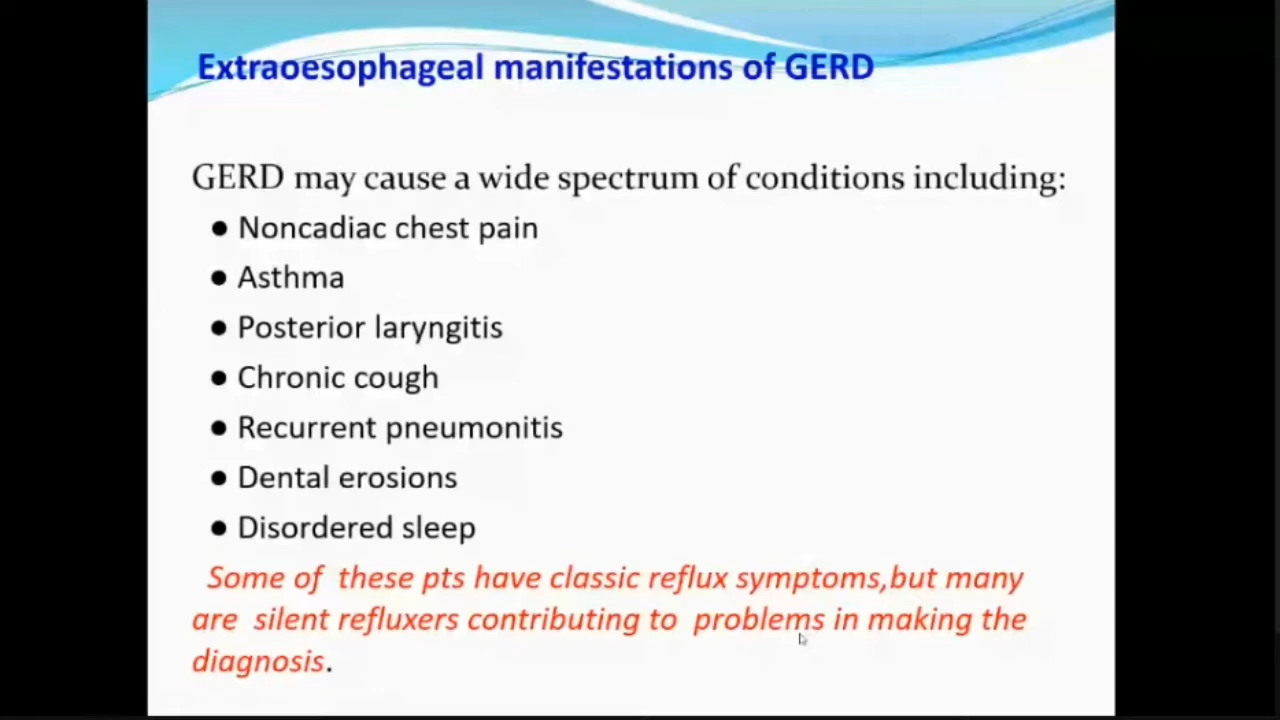 Extraoesophageal manifestations of GERD
GERD may cause a wide spectrum of conditions including:
● Noncadiac chest pain
● Asthma
● Posterior laryngitis
● Chronic cough
● Recurrent pneumonitis
● Dental erosions
● Disordered sleep
Some of these pts have classic reflux symptoms,but many
are silent refluxers contributing to problems in making the
diagnosis.